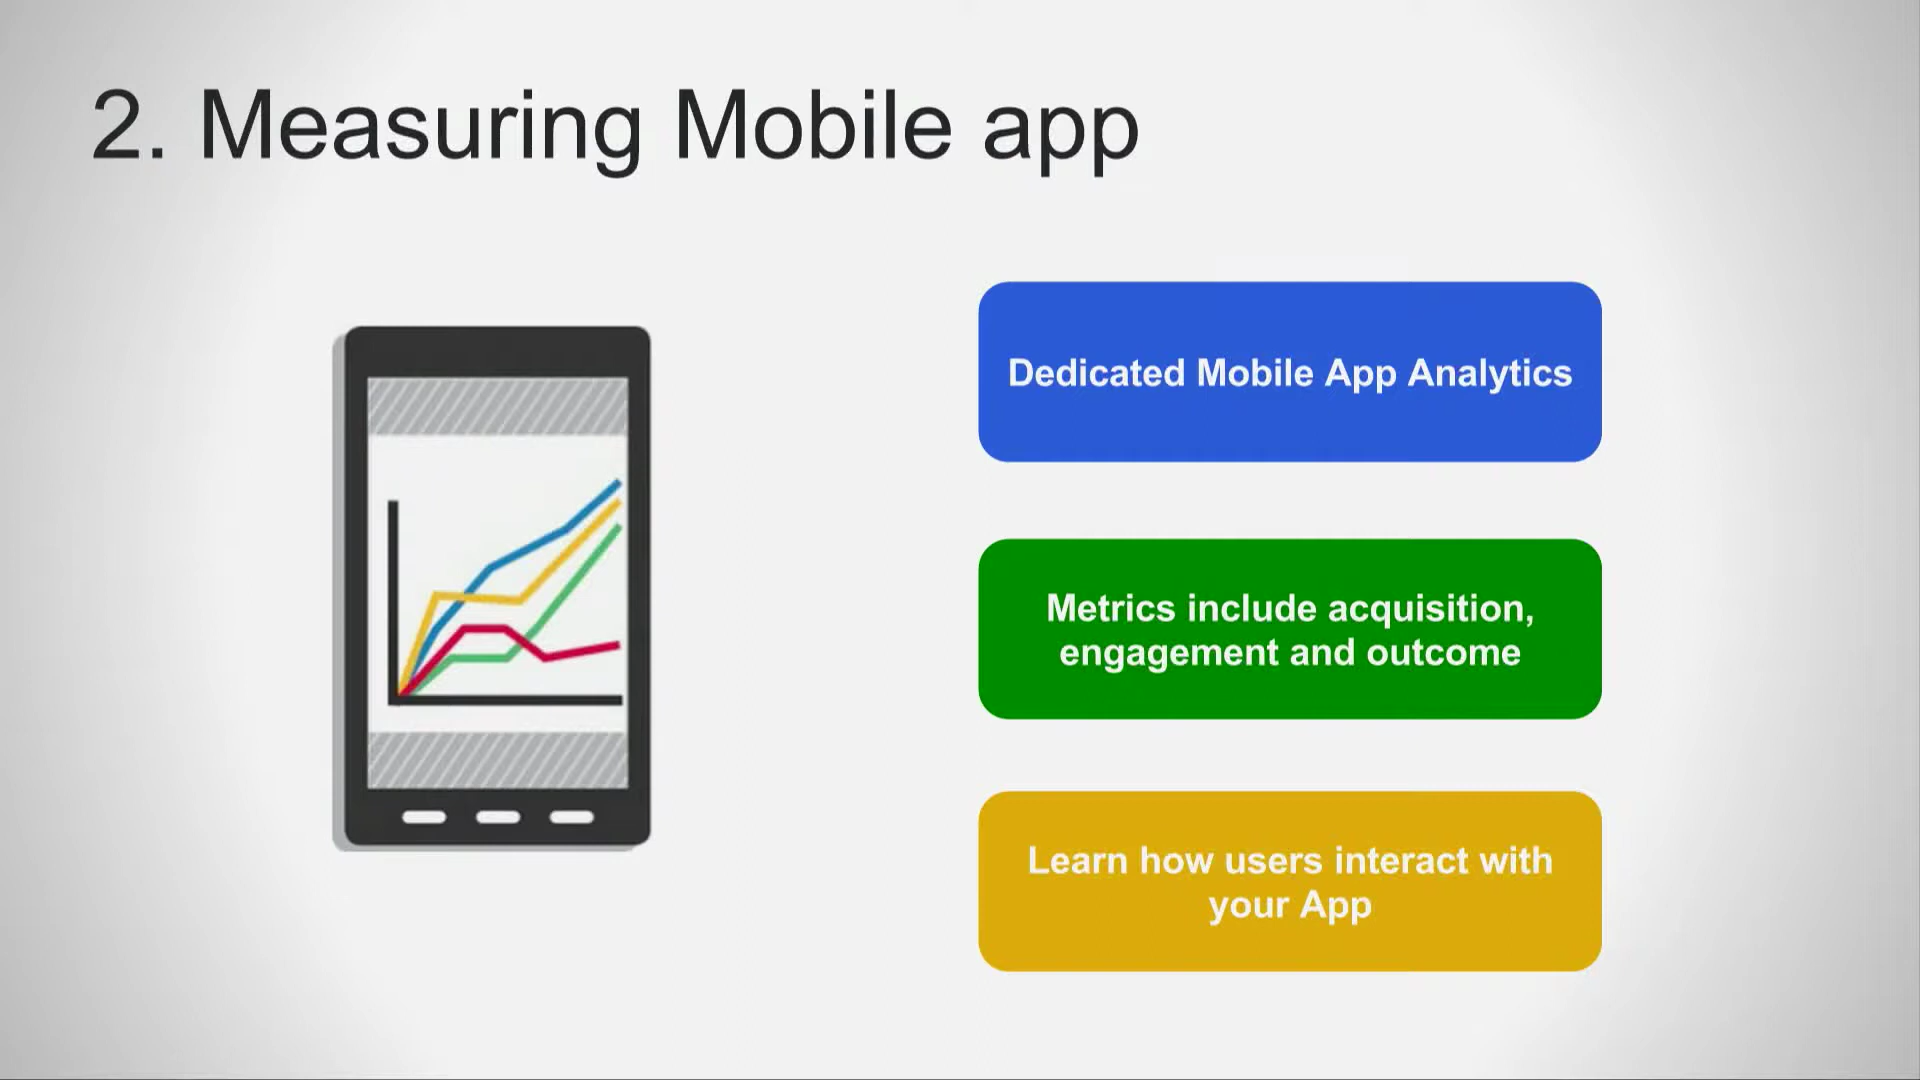 2. Measuring Mobile app
Dedicated Mobile App Analytics
Metrics include acquisition,
engagement and outcome
Learn how users interact with
your App